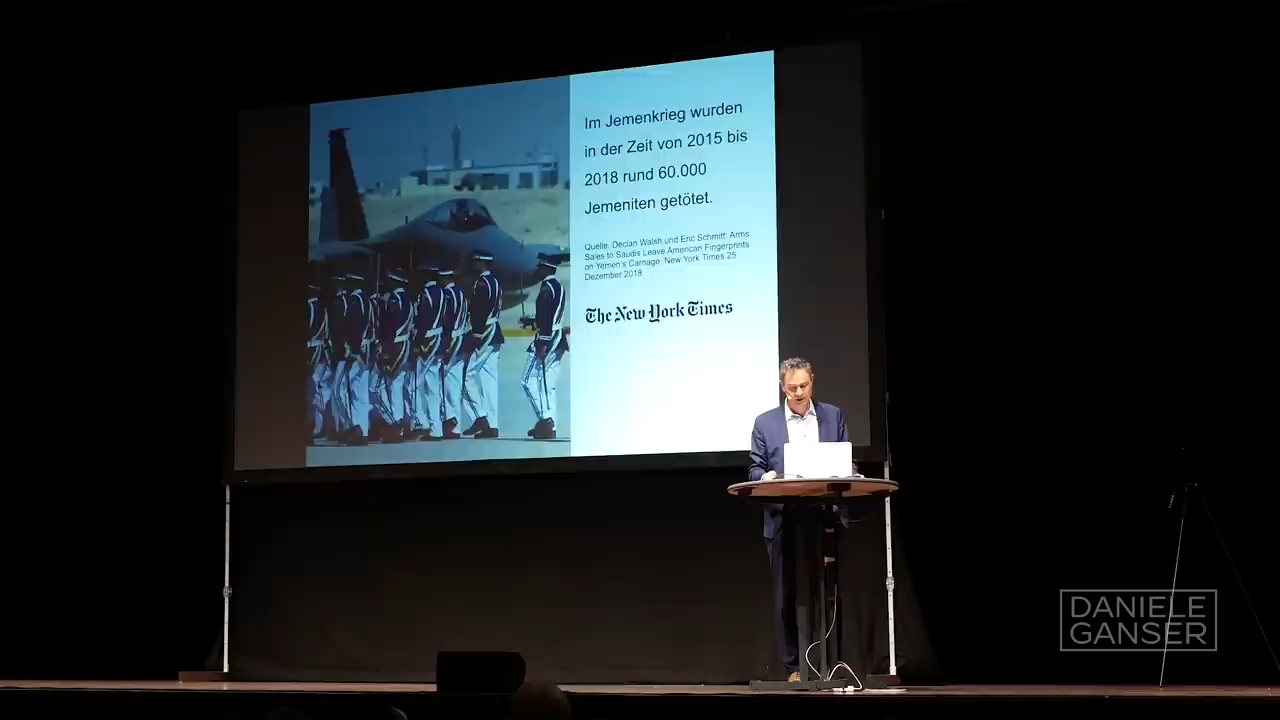 Im Jemenkrieg wurden
in der Zeit von 2015 bis
2018 rund 60.000
Jemeniten getötet.
Quelle: Declan Walsh und Eric Schmitt: Arms
Sales to Saudis Leave American Fingerprints
on Yemen's Carnage. New York Times 25
Dezember 2018
The New York Times
DANIELE
GANSER